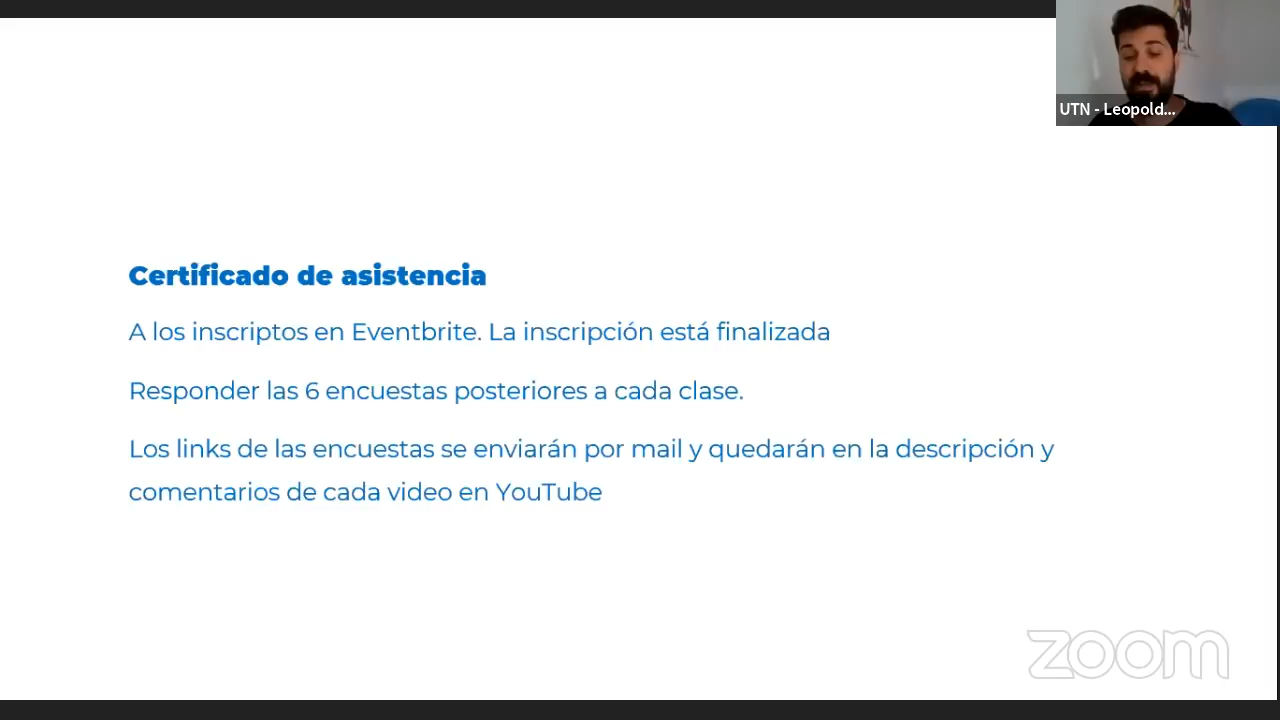 UTN - Leopold...
Certificado de asistencia
A los inscriptos en Eventbrite. La inscripción está finalizada
Responder las 6 encuestas posteriores a cada clase.
Los links de las encuestas se enviarán por mail y quedarán en la descripción y
comentarios de cada video en YouTube
zoom